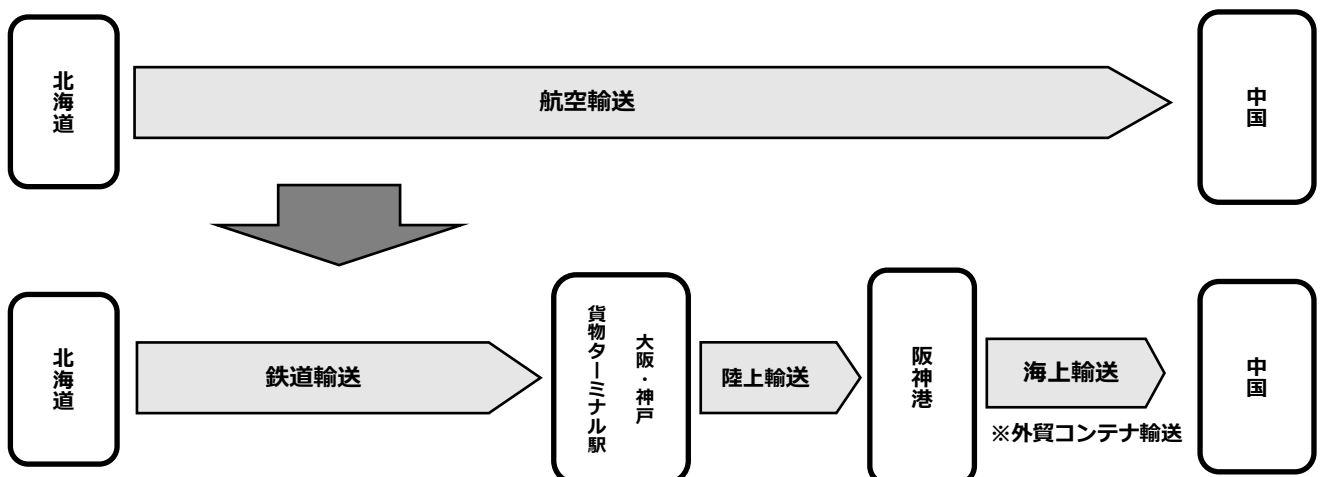 北海道
航空輸送
中国
北海道
鉄道輸送
大阪・神戸
貨物ターミナル駅
陸上輸送
阪神港
海上輸送
※外貿コンテナ輸送
中国